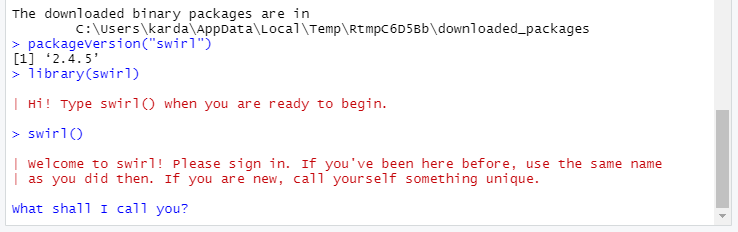 The downloaded binary packages are in
C:\Users\karda\AppData\Local\Temp\RtmpC6D5Bb\downloaded_packages
> packageVersion("swirl")
[1] ‘2.4.5’
> library(swirl)
| Hi! Type swirl() when you are ready to begin.
> swirl()
| Welcome to swirl! Please sign in. If you've been here before, use the same name
| as you did then. If you are new, call yourself something unique.
What shall I call you?